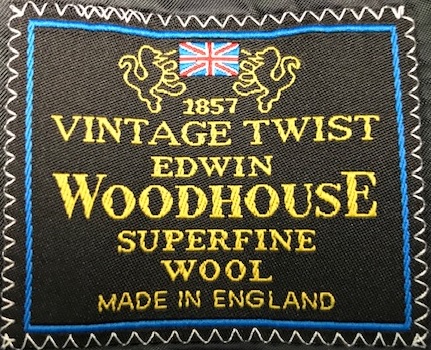 1857
VINTAGE TWIST
EDWIN
WOODHOUSE
SUPERFINE
WOOL
MADE IN ENGLAND